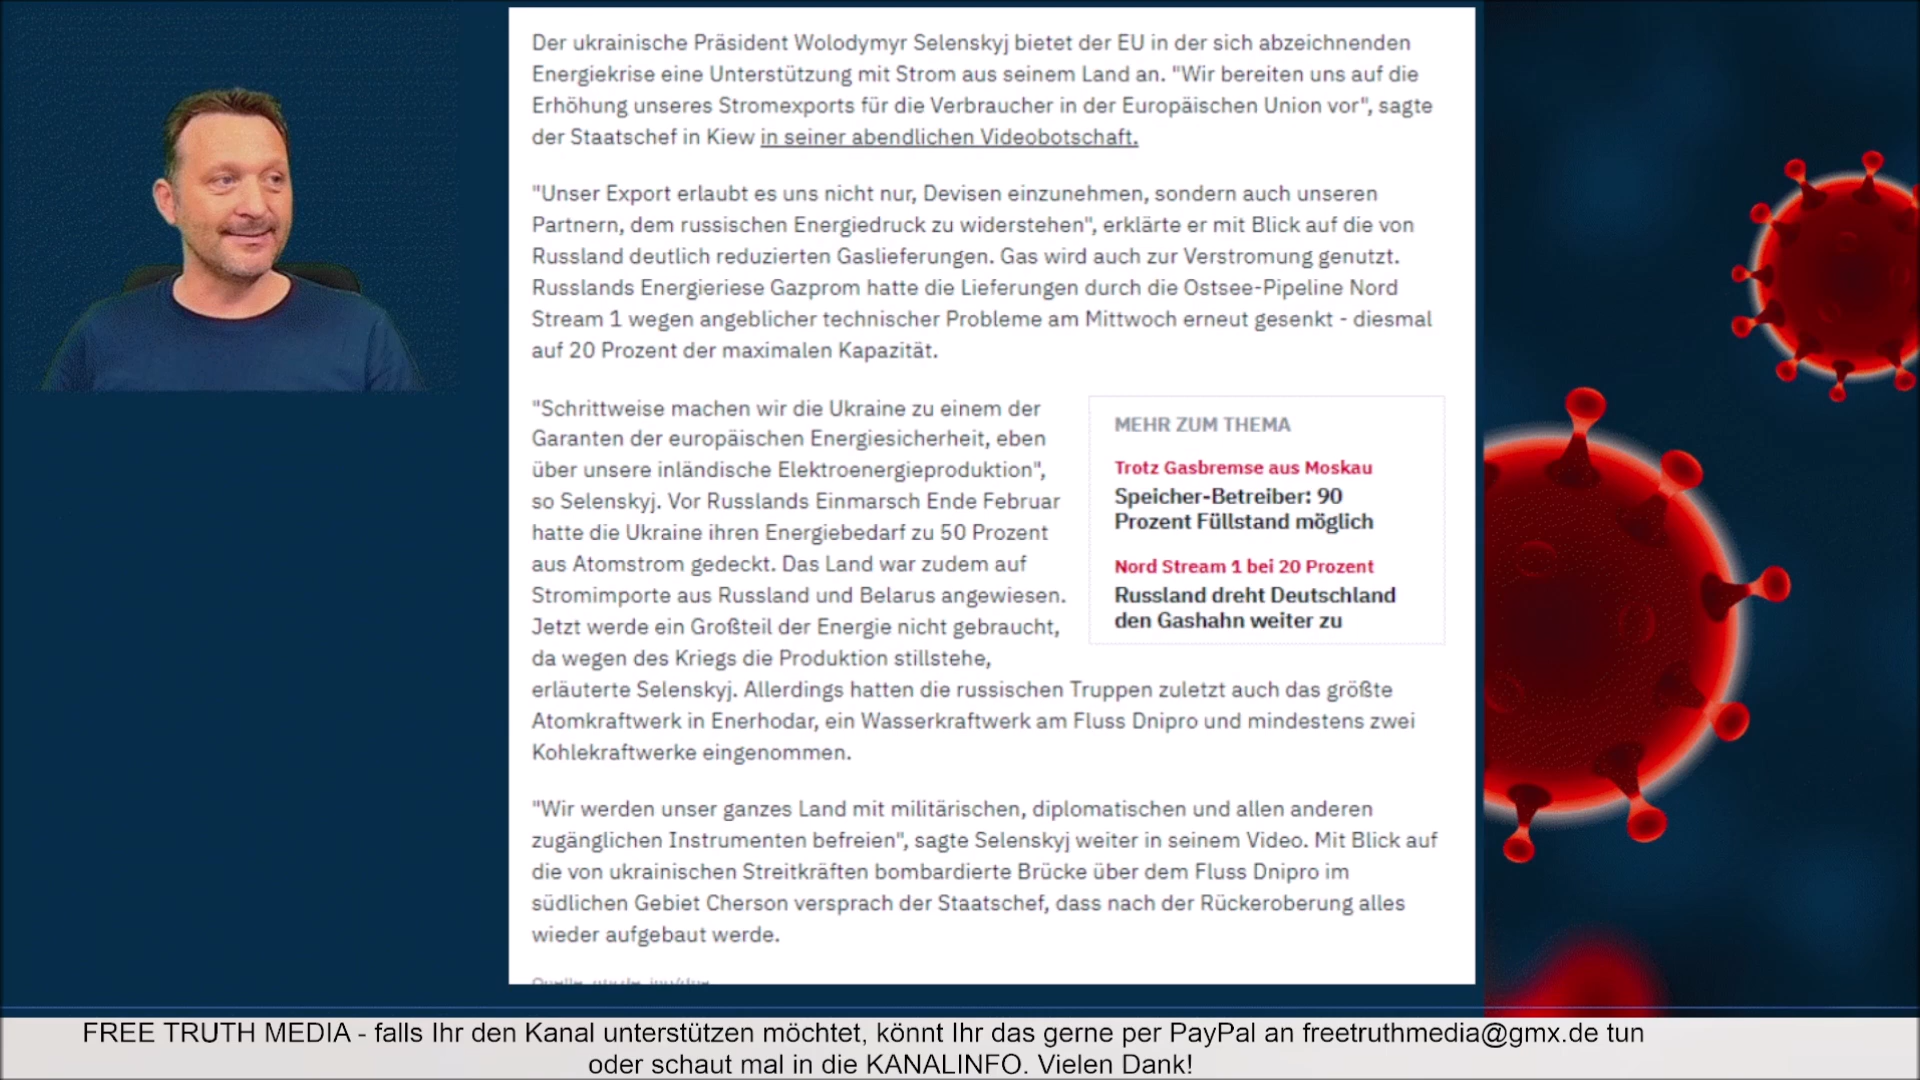 Der ukrainische Präsident Wolodymyr Selenskyj bietet der EU in der sich abzeichnenden
Energiekrise eine Unterstützung mit Strom aus seinem Land an. "Wir bereiten uns auf die
Erhöhung unseres Stromexports für die Verbraucher in der Europäischen Union vor", sagte
der Staatschef in Kiew in seiner abendlichen Videobotschaft.
"Unser Export erlaubt es uns nicht nur, Devisen einzunehmen, sondern auch unseren
Partnern, dem russischen Energiedruck zu widerstehen", erklärte er mit Blick auf die von
Russland deutlich reduzierten Gaslieferungen. Gas wird auch zur Verstromung genutzt.
Russlands Energieriese Gazprom hatte die Lieferungen durch die Ostsee-Pipeline Nord
Stream 1 wegen angeblicher technischer Probleme am Mittwoch erneut gesenkt - diesmal
auf 20 Prozent der maximalen Kapazität.
"Schrittweise machen wir die Ukraine zu einem der
Garanten der europäischen Energiesicherheit, eben
über unsere inländische Elektroenergieproduktion",
so Selenskyj. Vor Russlands Einmarsch Ende Februar
hatte die Ukraine ihren Energiebedarf zu 50 Prozent
aus Atomstrom gedeckt. Das Land war zudem auf
Stromimporte aus Russland und Belarus angewiesen.
Jetzt werde ein Großteil der Energie nicht gebraucht,
da wegen des Kriegs die Produktion stillstehe,
erläuterte Selenskyj. Allerdings hatten die russischen Truppen zuletzt auch das größte
Atomkraftwerk in Enerhodar, ein Wasserkraftwerk am Fluss Dnipro und mindestens zwei
Kohlekraftwerke eingenommen.
MEHR ZUM THEMA
Trotz Gasbremse aus Moskau
Speicher-Betreiber: 90
Prozent Füllstand möglich
Nord Stream 1 bei 20 Prozent
Russland dreht Deutschland
den Gashahn weiter zu
"Wir werden unser ganzes Land mit militärischen, diplomatischen und allen anderen
zugänglichen Instrumenten befreien", sagte Selenskyj weiter in seinem Video. Mit Blick auf
die von ukrainischen Streitkräften bombardierte Brücke über dem Fluss Dnipro im
südlichen Gebiet Cherson versprach der Staatschef, dass nach der Rückeroberung alles
wieder aufgebaut werde.
FREE TRUTH MEDIA - falls Ihr den Kanal unterstützen möchtet, könnt Ihr das gerne per PayPal an freetruthmedia@gmx.de tun
oder schaut mal in die KANALINFO. Vielen Dank!